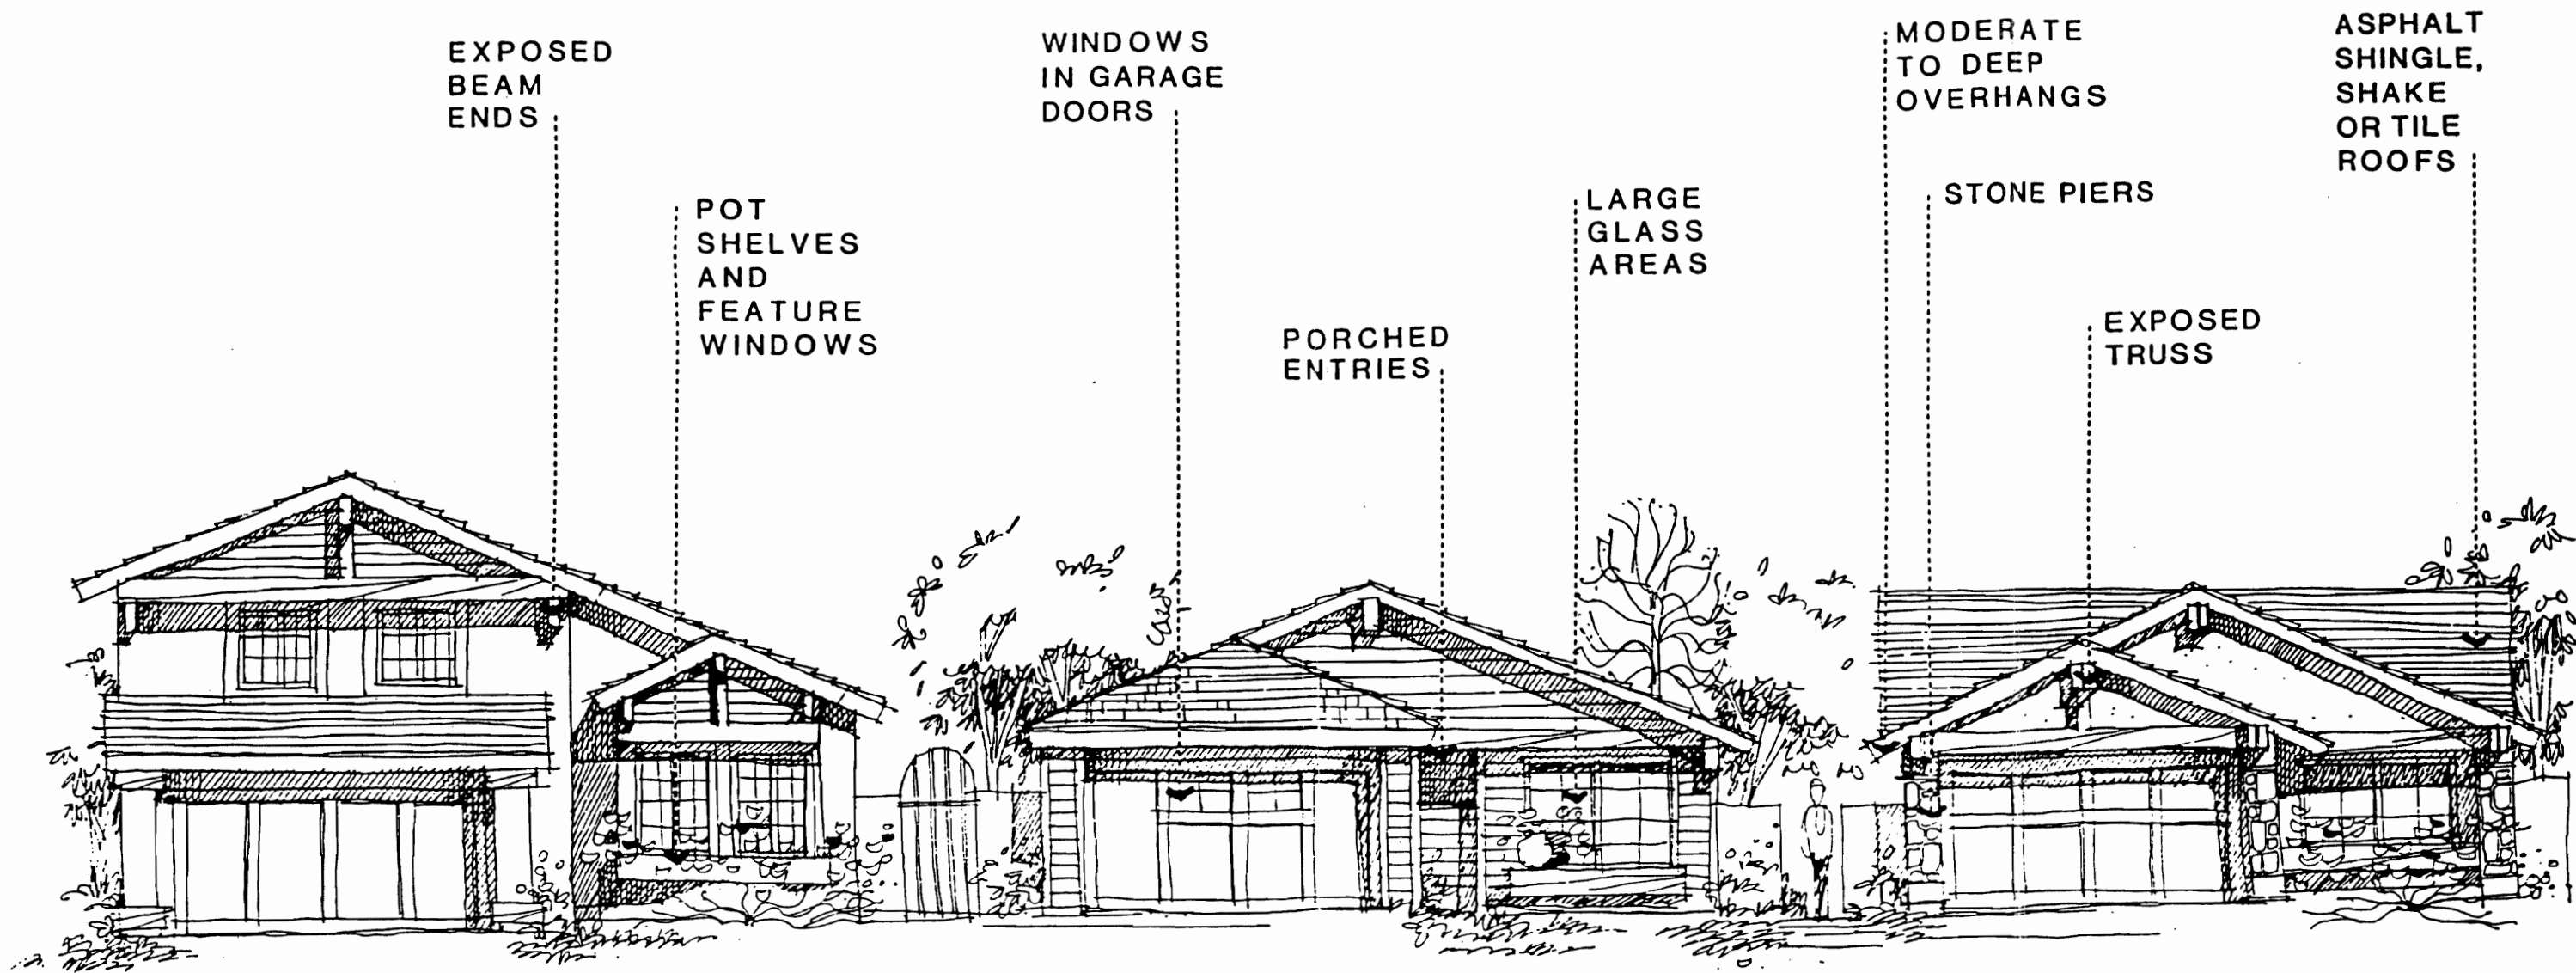 EXPOSED
BEAM
ENDS
POT
SHELVES
AND
FEATURE
WINDOWS
WINDOWS
IN GARAGE
DOORS
PORCHED
ENTRIES
LARGE
GLASS
AREAS
MODERATE
TO DEEP
OVERHANGS
STONE PIERS
EXPOSED
TRUSS
ASPHALT
SHINGLE,
SHAKE
OR TILE
ROOFS